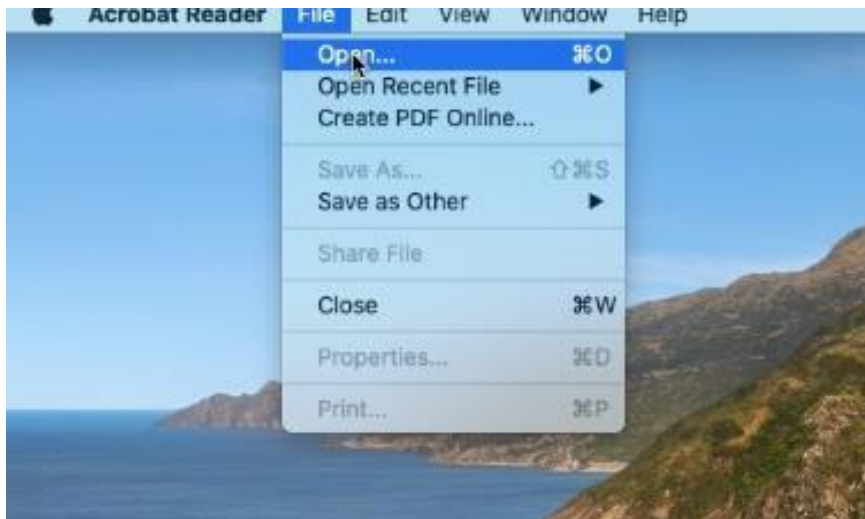 Acrobat Reader File Edit View Window Help
Open... ⌘O
Open Recent File ▶
Create PDF Online...
Save As... ⇧⌘S
Save as Other ▶
Share File
Close ⌘W
Properties... ⌘D
Print... ⌘P